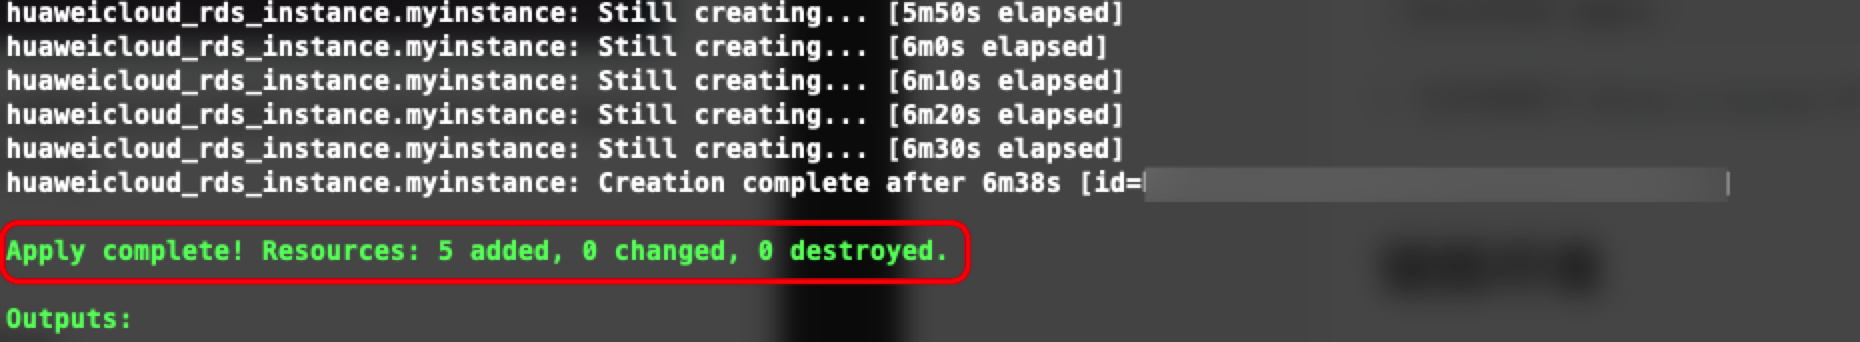 huaweicloud_rds_instance.myinstance: Still creating... [5m50s elapsed]
huaweicloud_rds_instance.myinstance: Still creating... [6m0s elapsed]
huaweicloud_rds_instance.myinstance: Still creating... [6m10s elapsed]
huaweicloud_rds_instance.myinstance: Still creating... [6m20s elapsed]
huaweicloud_rds_instance.myinstance: Still creating... [6m30s elapsed]
huaweicloud_rds_instance.myinstance: Creation complete after 6m38s [id=
Apply complete! Resources: 5 added, 0 changed, 0 destroyed.
Outputs: